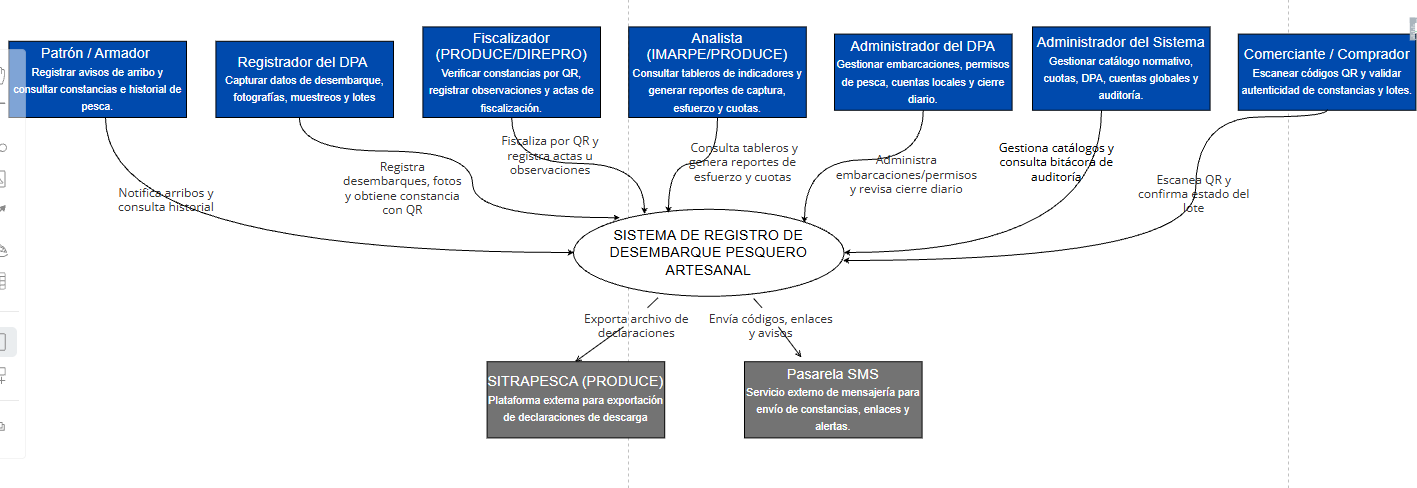 Patrón / Armador
Registrar avisos de arribo y
consultar constancias e historial de
pesca.
Registrador del DPA
Capturar datos de desembarque,
fotografías, muestreos y lotes
Fiscalizador
(PRODUCE/DIREPRO)
Verificar constancias por QR,
registrar observaciones y actas de
fiscalización.
Analista
(IMARPE/PRODUCE)
Consultar tableros de indicadores y
generar reportes de captura,
esfuerzo y cuotas.
Administrador del DPA
Gestionar embarcaciones, permisos
de pesca, cuentas locales y cierre
diario.
Administrador del Sistema
Gestionar catálogo normativo,
cuotas, DPA, cuentas globales y
auditoría.
Comerciante / Comprador
Escanear códigos QR y validar
autenticidad de constancias y lotes.
Notifica arribos y
consulta historial
Registra
desembarques, fotos
y obtiene constancia
con QR
Fiscaliza por QR y
registra actas u
observaciones
Consulta tableros y
genera reportes de
esfuerzo y cuotas
Administra
embarcaciones/permisos
y revisa cierre diario
Gestiona catálogos y
consulta bitácora de
auditoría
Escanea QR y
confirma estado del
lote
SISTEMA DE REGISTRO DE
DESEMBARQUE PESQUERO
ARTESANAL
Exporta archivo de
declaraciones
Envía códigos, enlaces
y avisos
SITRAPESCA (PRODUCE)
Plataforma externa para exportación
de declaraciones de descarga
Pasarela SMS
Servicio externo de mensajería para
envío de constancias, enlaces y
alertas.